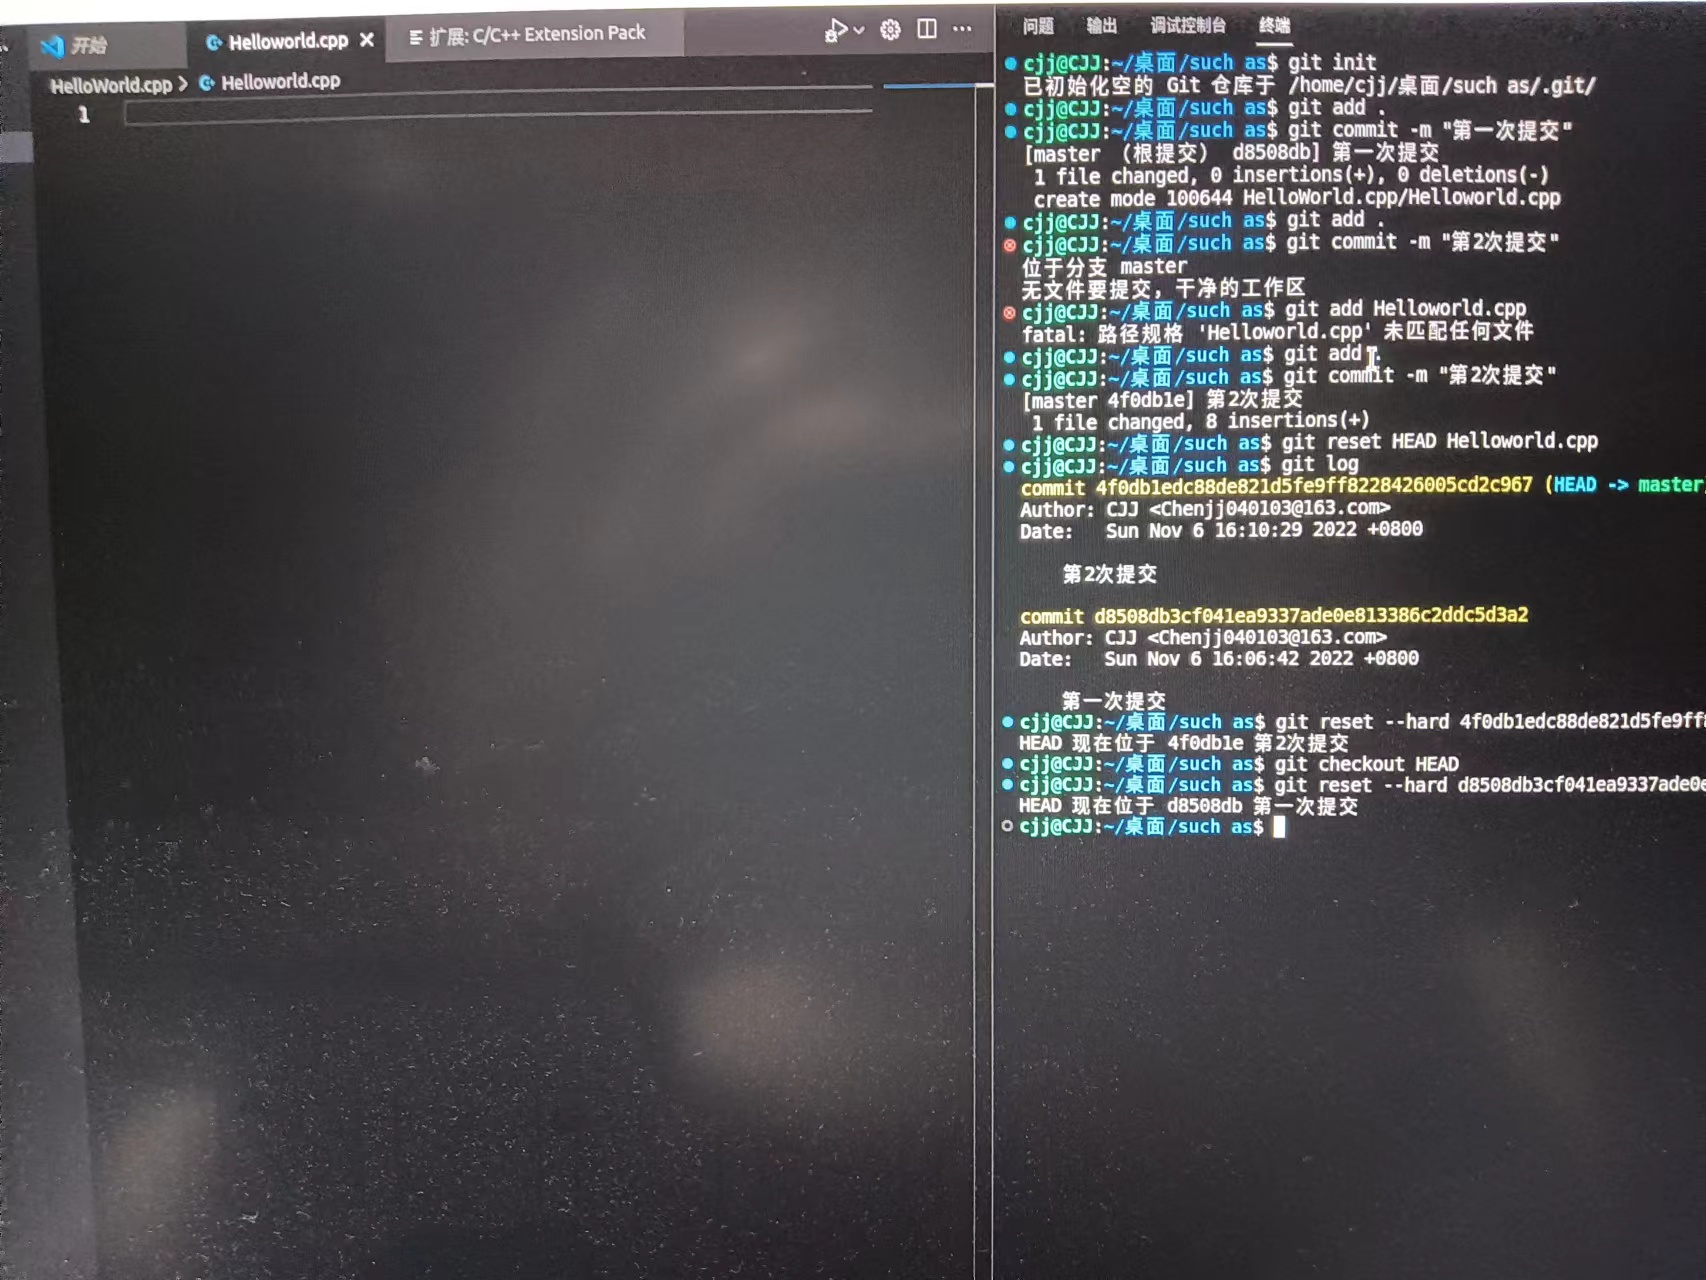 开始
Helloworld.cpp
扩展: C/C++ Extension Pack
HelloWorld.cpp > Helloworld.cpp
1
问题 输出 调试控制台 终端
cjj@CJJ:~/桌面/such as$ git init
已初始化空的 Git 仓库于 /home/cjj/桌面/such as/.git/
cjj@CJJ:~/桌面/such as$ git add .
cjj@CJJ:~/桌面/such as$ git commit -m "第一次提交"
[master （根提交） d8508db] 第一次提交
1 file changed, 0 insertions(+), 0 deletions(-)
create mode 100644 HelloWorld.cpp/Helloworld.cpp
cjj@CJJ:~/桌面/such as$ git add .
cjj@CJJ:~/桌面/such as$ git commit -m "第2次提交"
位于分支 master
无文件要提交，干净的工作区
cjj@CJJ:~/桌面/such as$ git add Helloworld.cpp
fatal: 路径规格 'Helloworld.cpp' 未匹配任何文件
cjj@CJJ:~/桌面/such as$ git add .
cjj@CJJ:~/桌面/such as$ git commit -m "第2次提交"
[master 4f0db1e] 第2次提交
1 file changed, 8 insertions(+)
cjj@CJJ:~/桌面/such as$ git reset HEAD Helloworld.cpp
cjj@CJJ:~/桌面/such as$ git log
commit 4f0db1edc88de821d5fe9ff8228426005cd2c967 (HEAD -> master
Author: CJJ <Chenjj040103@163.com>
Date: Sun Nov 6 16:10:29 2022 +0800
第2次提交
commit d8508db3cf041ea9337ade0e813386c2ddc5d3a2
Author: CJJ <Chenjj040103@163.com>
Date: Sun Nov 6 16:06:42 2022 +0800
第一次提交
cjj@CJJ:~/桌面/such as$ git reset --hard 4f0db1edc88de821d5fe9ff
HEAD 现在位于 4f0db1e 第2次提交
cjj@CJJ:~/桌面/such as$ git checkout HEAD
cjj@CJJ:~/桌面/such as$ git reset --hard d8508db3cf041ea9337ade0e
HEAD 现在位于 d8508db 第一次提交
cjj@CJJ:~/桌面/such as$